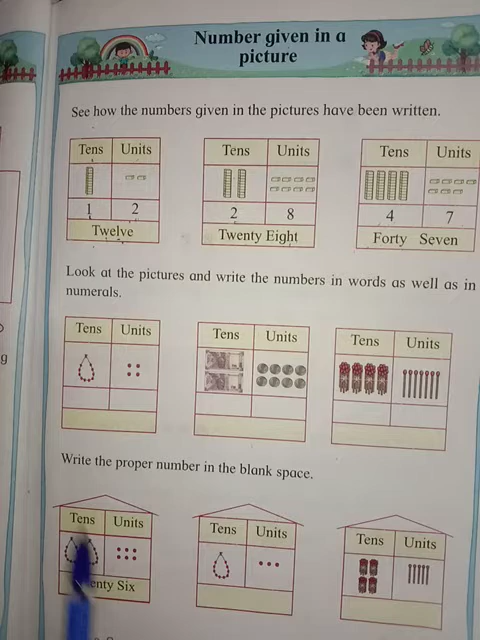 Number given in a
picture
See how the numbers given in the pictures have been written.
Tens Units
1 2
Twelve
Tens Units
2 8
Twenty Eight
Tens Units
4 7
Forty Seven
Look at the pictures and write the numbers in words as well as in
numerals.
Tens Units
Tens Units
Tens Units
Write the proper number in the blank space.
Tens Units
enty Six
Tens Units
Tens Units